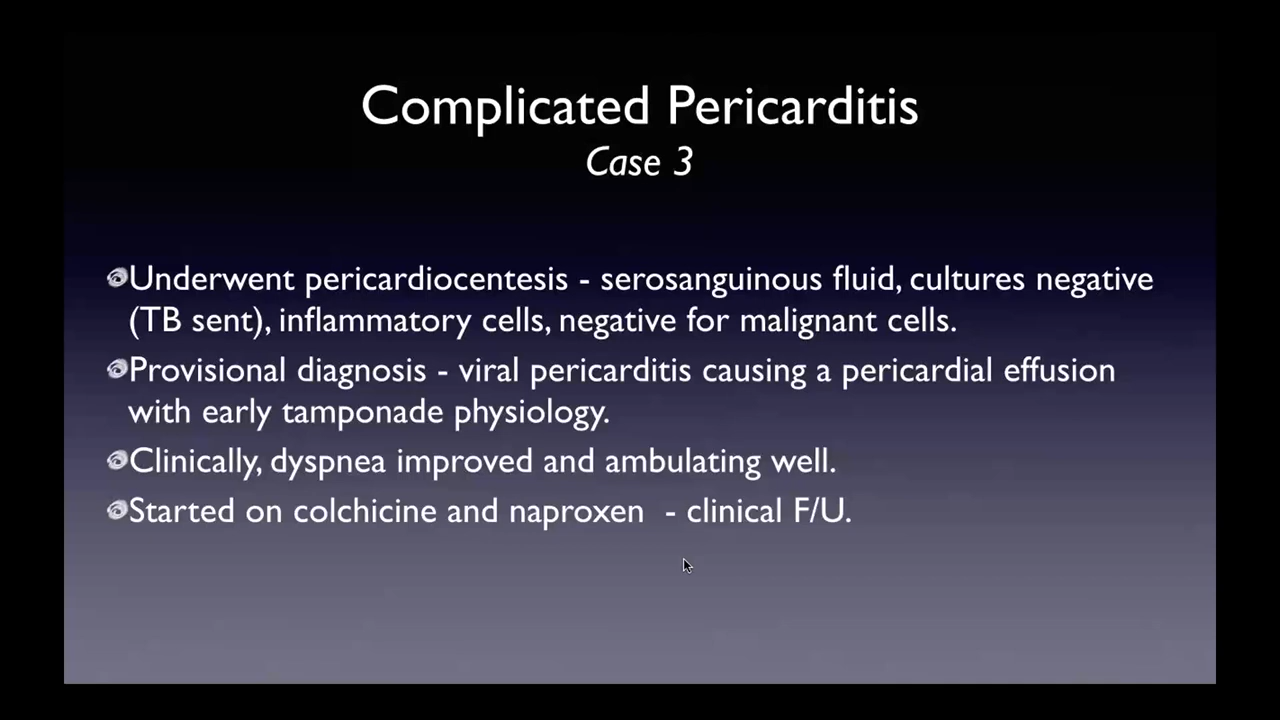 Complicated Pericarditis
Case 3
Underwent pericardiocentesis - serosanguinous fluid, cultures negative
(TB sent), inflammatory cells, negative for malignant cells.
Provisional diagnosis - viral pericarditis causing a pericardial effusion
with early tamponade physiology.
Clinically, dyspnea improved and ambulating well.
Started on colchicine and naproxen  - clinical F/U.